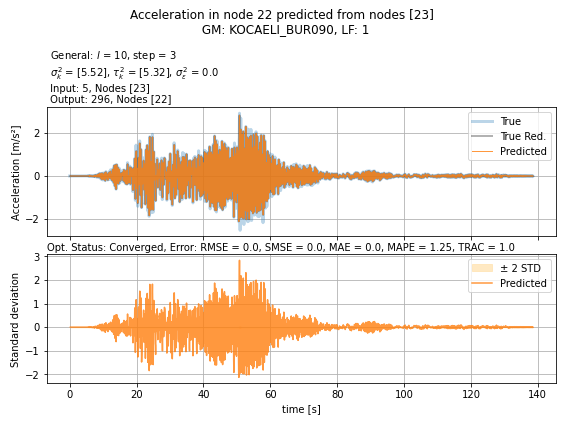 Acceleration in node 22 predicted from nodes [23]
GM: KOCAELI_BUR090, LF: 1
General: l = 10, step = 3
σ²ₖ = [5.52], τ²ₖ = [5.32], σ²ε = 0.0
Input: 5, Nodes [23]
Output: 296, Nodes [22]
Acceleration [m/s²]
2
0
−2
True
True Red.
Predicted
Opt. Status: Converged, Error: RMSE = 0.0, SMSE = 0.0, MAE = 0.0, MAPE = 1.25, TRAC = 1.0
Standard deviation
3
2
1
0
−1
−2
± 2 STD
Predicted
0 20 40 60 80 100 120 140
time [s]